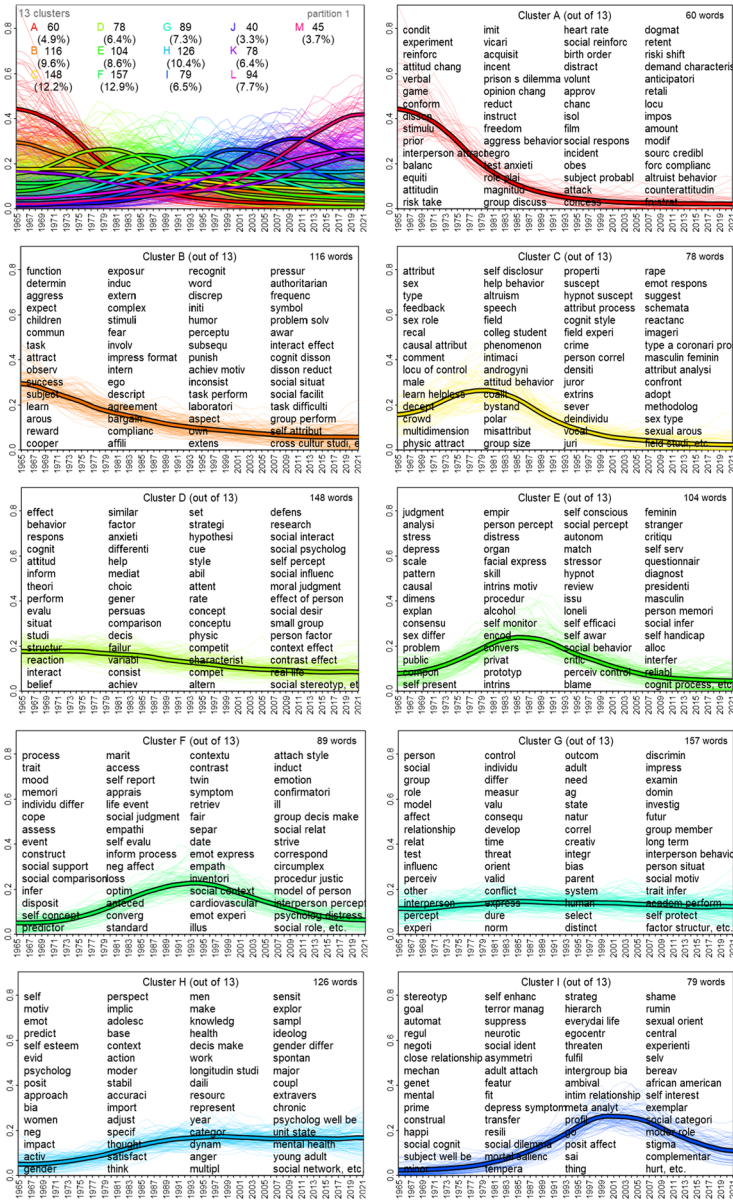 13 clusters partition 1
A 60 D 78 G 89 J 40 M 45
(4.9%) (6.4%) (7.3%) (3.3%) (3.7%)
B 116 E 104 H 126 K 78
(9.6%) (8.6%) (10.4%) (6.4%)
C 148 F 157 I 79 L 94
(12.2%) (12.9%) (6.5%) (7.7%)
Cluster A (out of 13) 60 words
condit imit heart rate dogmat
experiment vicari social reinforc retent
reinforc acquisit birth order riski shift
attitud chang incent distract demand characteris
verbal prison s dilemma volunt anticipatori
game opinion chang approv retali
conform reduct chanc locu
disson instruct isol impos
stimulu freedom film amount
prior aggress behavior social respons modif
interperson attract negro incident sourc credibl
balanc test anxieti obes forc complianc
equiti role plai subject probabl altruist behavior
attitudin magnitud attack counterattitudin
risk take group discuss concess frustrat
Cluster B (out of 13) 116 words
function exposur recognit pressur
determin induc word authoritarian
aggress extern discrep frequenc
expect complex initi symbol
children stimuli humor problem solv
commun fear perceptu awar
task involv subsequ interact effect
attract impress format punish cognit disson
observ intern achiev motiv disson reduct
success ego inconsist social situat
subject descript task perform social facilit
learn agreement laboratori task difficulti
arous bargain aspect group perform
reward complianc own self attribut
cooper affili extens cross cultur studi, e
Cluster C (out of 13) 78 words
attribut self disclosur properti rape
sex help behavior suscept emot respons
type altruism hypnot suscept suggest
feedback speech process schemata
sex role field cognit style reactanc
recal colleg student field experi imageri
causal attribut phenomenon crime type a coronari pro
comment intimaci person correl masculin feminin
locu of control androgyni densiti attribut analysi
male attitud behavior juror confront
learn helpless coalit extrins adopt
decept bystand sever methodolog
crowd polar deindividu sex type
multidimension misattribut vocal sexual arous
physic attract group size juri field studi, etc.
Cluster D (out of 13) 148 words
effect similar set defens
behavior factor strategi research
respons anxieti hypothesi social interact
cognit differenti cue social psycholog
attitud help style self percept
inform mediat abil social influenc
theori choic attent moral judgment
perform gener rate effect of person
evalu persuas concept social desir
situat comparison conceptu small group
studi decis physic person factor
structur failur competit context effect
reaction variabl characterist contrast effect
interact consist compet real life
belief achiev altern social stereotyp, etc
Cluster E (out of 13) 104 words
judgment empir self conscious feminin
analysi person percept social percept stranger
stress distress autonom critiqu
depress organ match self serv
scale facial express stressor questionnair
pattern skill hypnot diagnost
causal intrins motiv review presidenti
dimens procedur issu masculin
explan alcohol loneli person memori
consensu self monitor self efficaci social infer
sex differ encod self awar self handicap
problem convers social behavior alloc
public privat critic interfer
compon prototyp perceiv control reliabl
self present intrins blame cognit process, etc.
Cluster F (out of 13) 89 words
process marit contextu attach style
trait access contrast induct
mood self report twin emotion
memori apprais symptom confirmatori
individu differ life event retriev ill
cope social judgment fair group decis make
assess empathi separ social relat
event self evalu date strive
construct inform process emot express correspond
social support neg affect empath circumplex
social comparison loss inventori procedur justic
infer optim social context model of person
disposit anteced cardiovascular interperson percept
self concept converg emot experi psycholog distress
predictor standard illus social role, etc.
Cluster G (out of 13) 157 words
person control outcom discrimin
social individu adult impress
group differ need examin
role measur ag domin
model valu state investig
affect consequ natur futur
relationship develop correl group member
relat time creativ long term
test threat integr interperson behavio
influenc orient bias person situat
perceiv valid parent social motiv
other conflict system trait infer
interperson express human academ perform
percept dure select self protect
experi norm distinct factor structur, etc.
Cluster H (out of 13) 126 words
self perspect men sensit
motiv implic make explor
emot adolesc knowledg sampl
predict base health ideolog
self esteem context decis make gender differ
evid action work spontan
psycholog moder longitudin studi major
posit stabil daili coupl
approach accuraci resourc extravers
bia import represent chronic
women adjust year psycholog well be
neg specif categor unit state
impact thought dynam mental health
activ satisfact anger young adult
gender think multipl social network, etc.
Cluster I (out of 13) 79 words
stereotyp self enhanc strateg shame
goal terror manag hierarch rumin
automat suppress everydai life sexual orient
regul neurotic egocentr central
negoti social ident threaten experienti
close relationship asymmetri fulfil selv
mechan adult attach intergroup bia bereav
genet featur ambival african american
mental fit intim relationship self interest
prime depress symptom meta analyt exemplar
construal transfer profil social categori
happi resili go model role
social cognit social dilemma posit affect stigma
subject well be mortal salienc sai complementar
minor tempera thing hurt, etc.